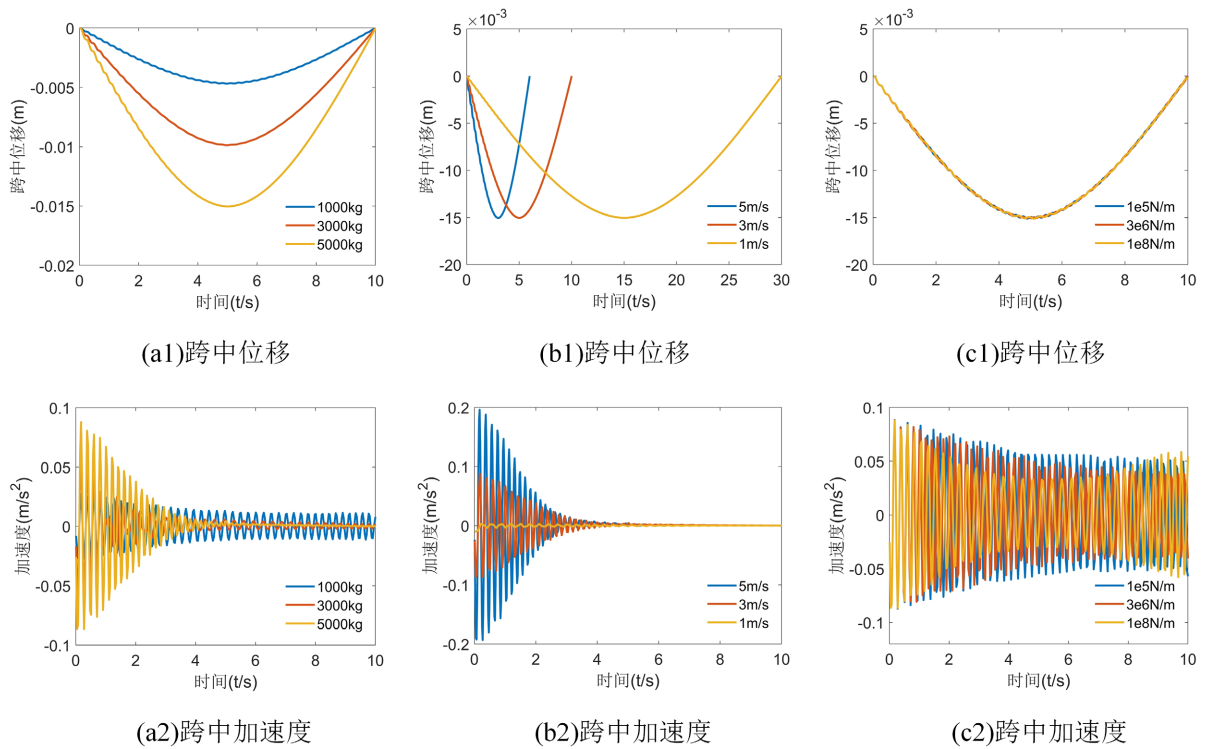 0
-0.005
-0.01
-0.015
-0.02
跨中位移(m)
1000kg
3000kg
5000kg
0 2 4 6 8 10
时间(t/s)
(a1)跨中位移
×10⁻³
5
0
-5
-10
-15
-20
跨中位移(m)
5m/s
3m/s
1m/s
0 5 10 15 20 25 30
时间(t/s)
(b1)跨中位移
×10⁻³
5
0
-5
-10
-15
-20
跨中位移(m)
1e5N/m
3e6N/m
1e8N/m
0 2 4 6 8 10
时间(t/s)
(c1)跨中位移
0.1
0.05
0
-0.05
-0.1
加速度(m/s²)
1000kg
3000kg
5000kg
0 2 4 6 8 10
时间(t/s)
(a2)跨中加速度
0.2
0.1
0
-0.1
-0.2
加速度(m/s²)
5m/s
3m/s
1m/s
0 2 4 6 8 10
时间(t/s)
(b2)跨中加速度
0.1
0.05
0
-0.05
-0.1
加速度(m/s²)
1e5N/m
3e6N/m
1e8N/m
0 2 4 6 8 10
时间(t/s)
(c2)跨中加速度